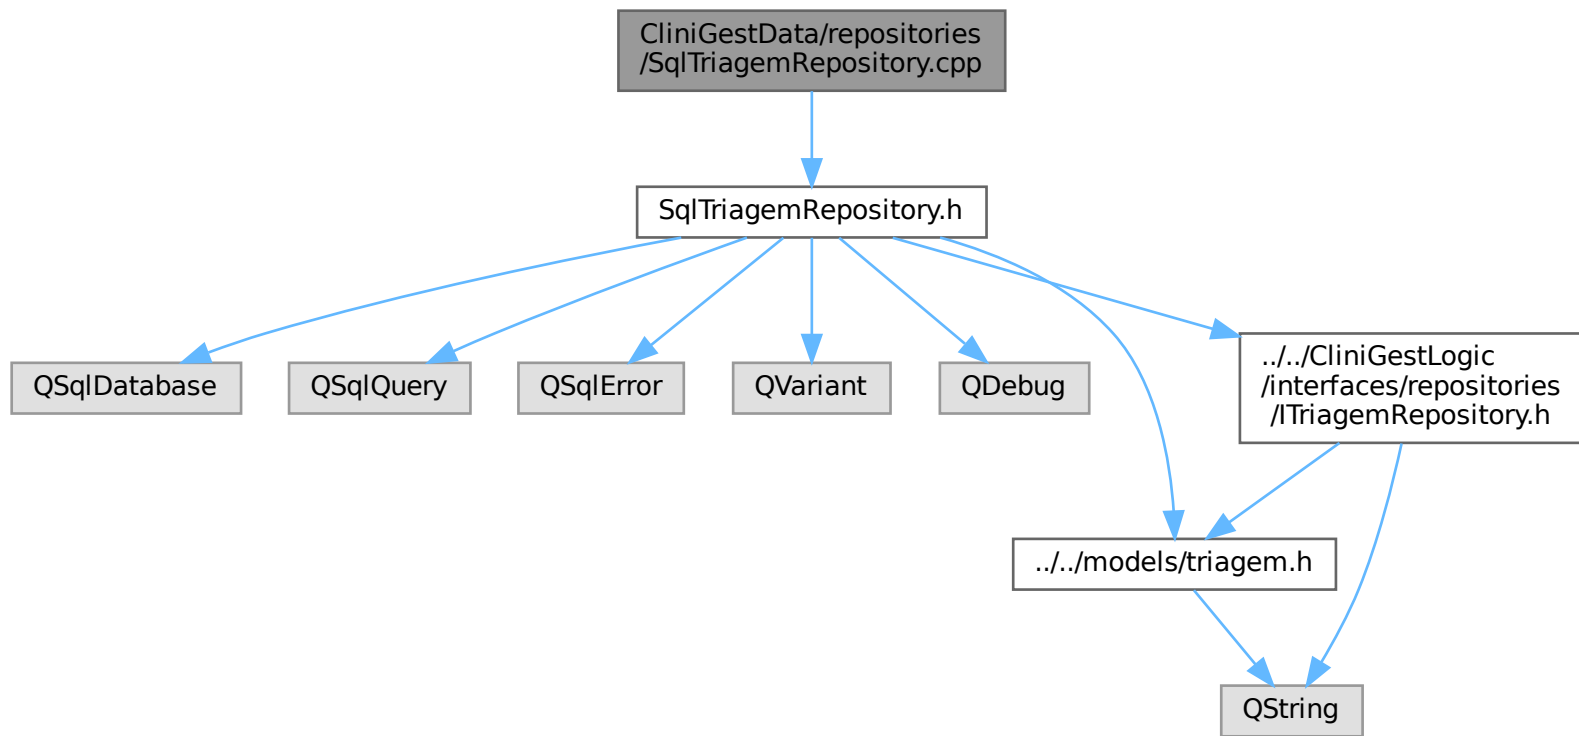 CliniGestData/repositories
/SqlTriagemRepository.cpp
SqlTriagemRepository.h
QSqlDatabase
QSqlQuery
QSqlError
QVariant
QDebug
../../CliniGestLogic
/interfaces/repositories
/ITriagemRepository.h
../../models/triagem.h
QString